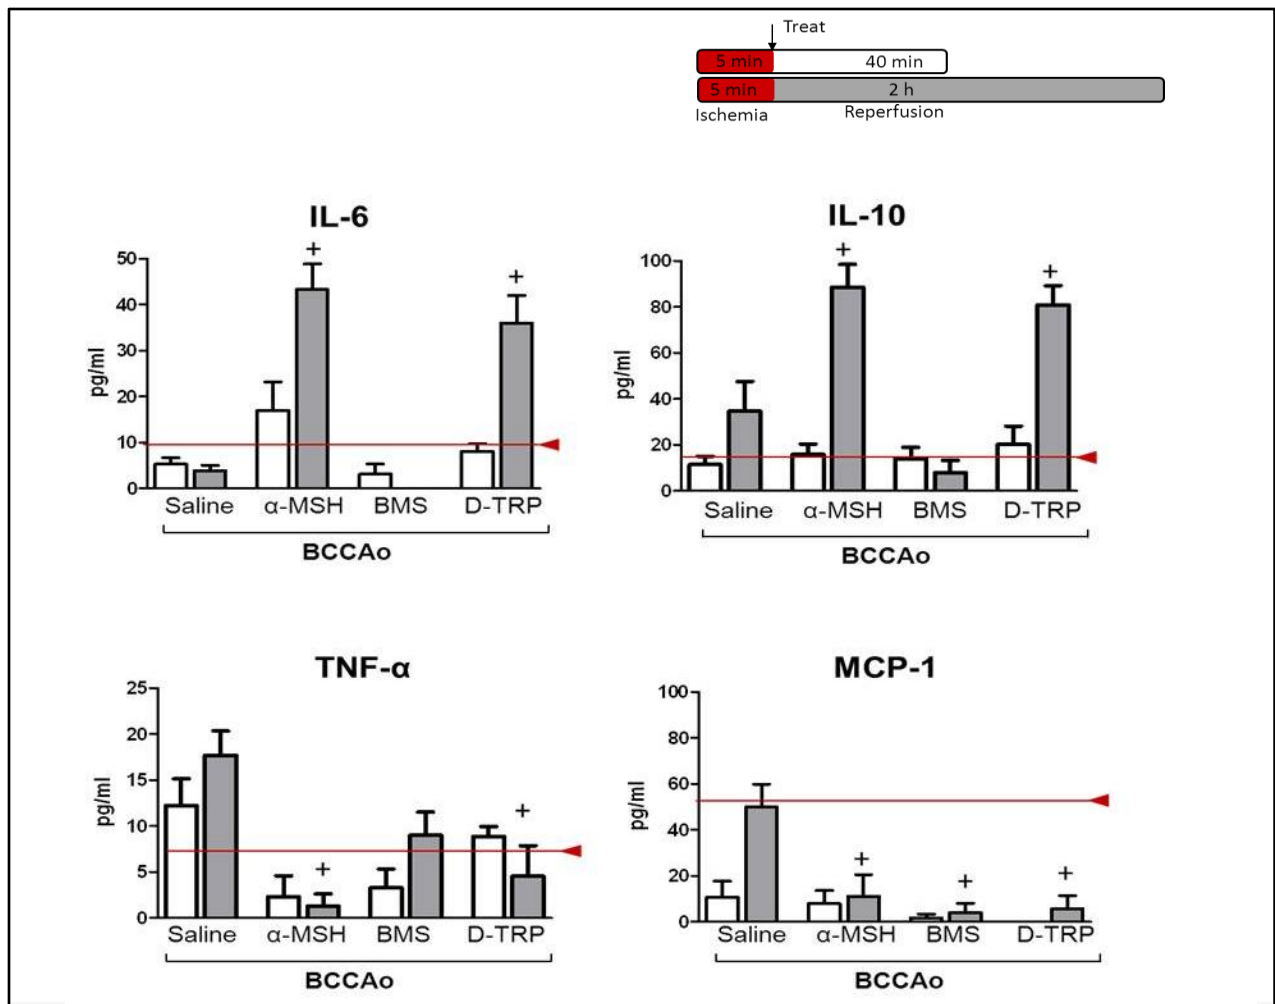 Treat
5 min 40 min
5 min 2 h
Ischemia Reperfusion
IL-6
50
40
30
20
10
0
pg/ml
+
+
Saline α-MSH BMS D-TRP
BCCAo
IL-10
100
80
60
40
20
0
pg/ml
+
+
Saline α-MSH BMS D-TRP
BCCAo
TNF-α
25
20
15
10
5
0
pg/ml
+
+
Saline α-MSH BMS D-TRP
BCCAo
MCP-1
100
80
60
40
20
0
pg/ml
+
+
+
Saline α-MSH BMS D-TRP
BCCAo